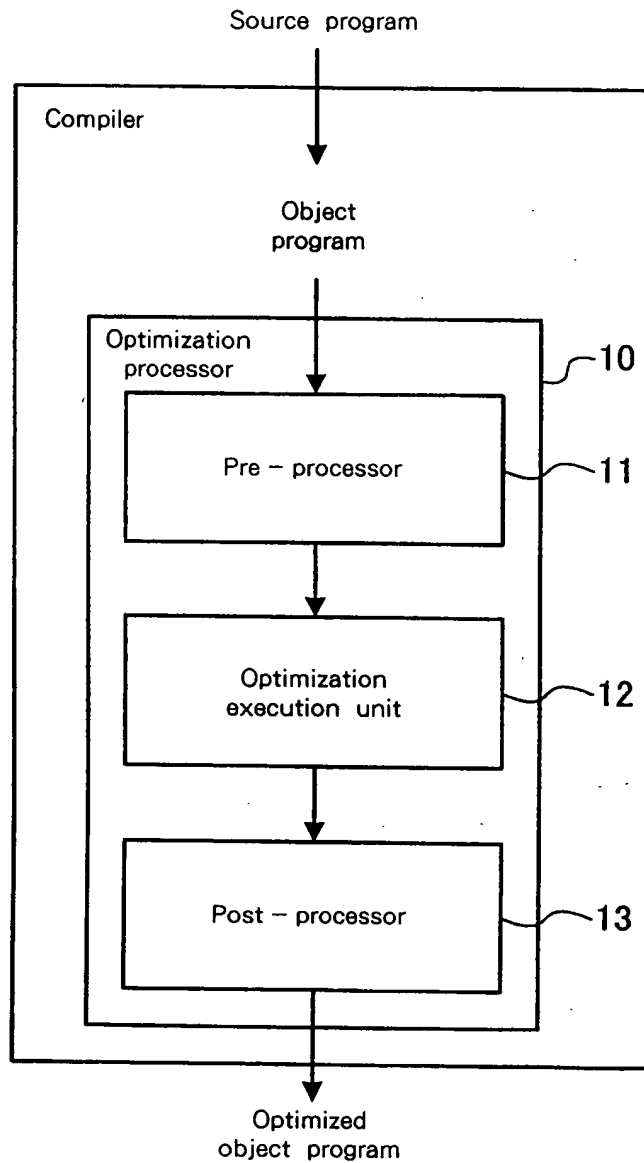 Source program
Compiler
Object
program
Optimization
processor
10
Pre - processor
11
Optimization
execution unit
12
Post - processor
13
Optimized
object program